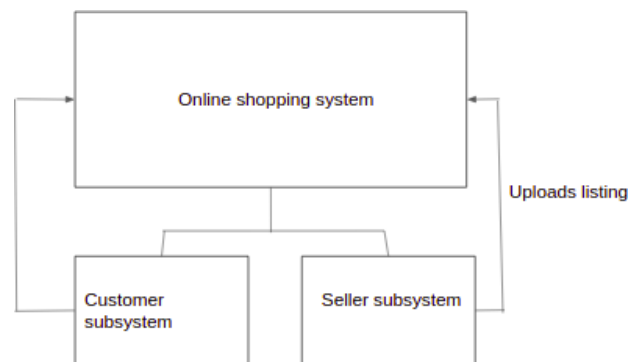 Online shopping system
Uploads listing
Customer
subsystem
Seller subsystem